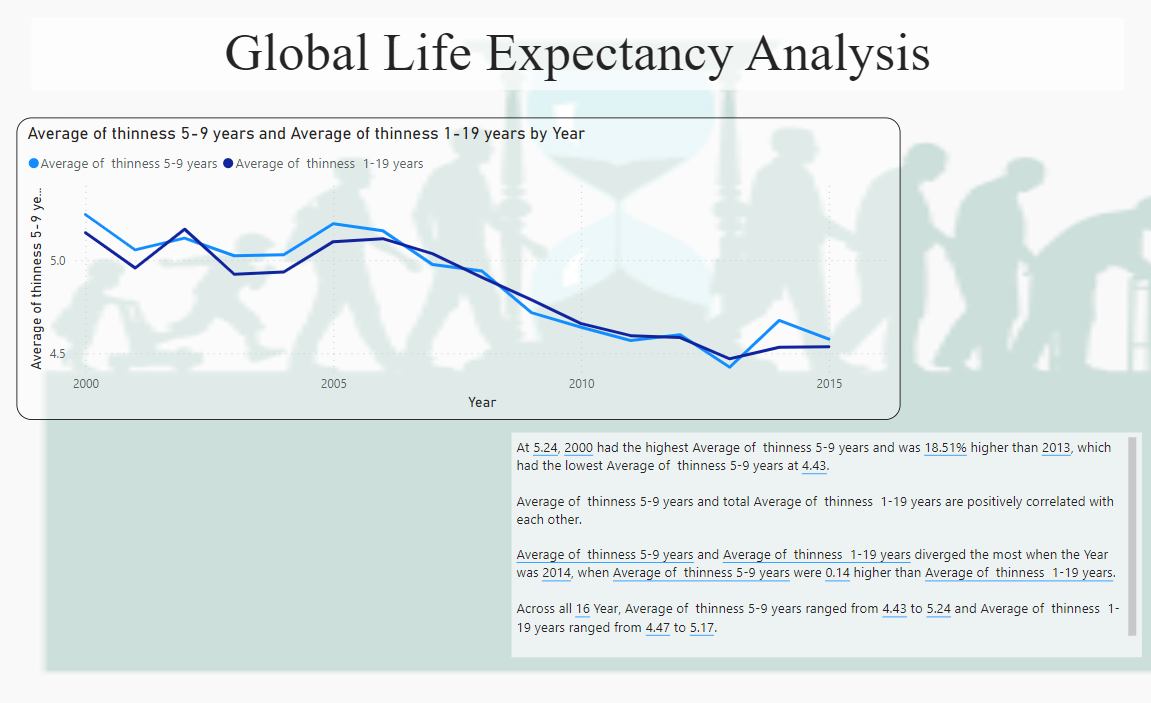 Global Life Expectancy Analysis
Average of thinness 5-9 years and Average of thinness 1-19 years by Year
Average of  thinness 5-9 years Average of  thinness  1-19 years
Average of thinness 5-9 ye...
5.0
4.5
2000 2005 2010 2015
Year
At 5.24, 2000 had the highest Average of  thinness 5-9 years and was 18.51% higher than 2013, which
had the lowest Average of  thinness 5-9 years at 4.43.
Average of  thinness 5-9 years and total Average of  thinness  1-19 years are positively correlated with
each other.
Average of  thinness 5-9 years and Average of  thinness  1-19 years diverged the most when the Year
was 2014, when Average of  thinness 5-9 years were 0.14 higher than Average of  thinness  1-19 years.
Across all 16 Year, Average of  thinness 5-9 years ranged from 4.43 to 5.24 and Average of  thinness  1-
19 years ranged from 4.47 to 5.17.